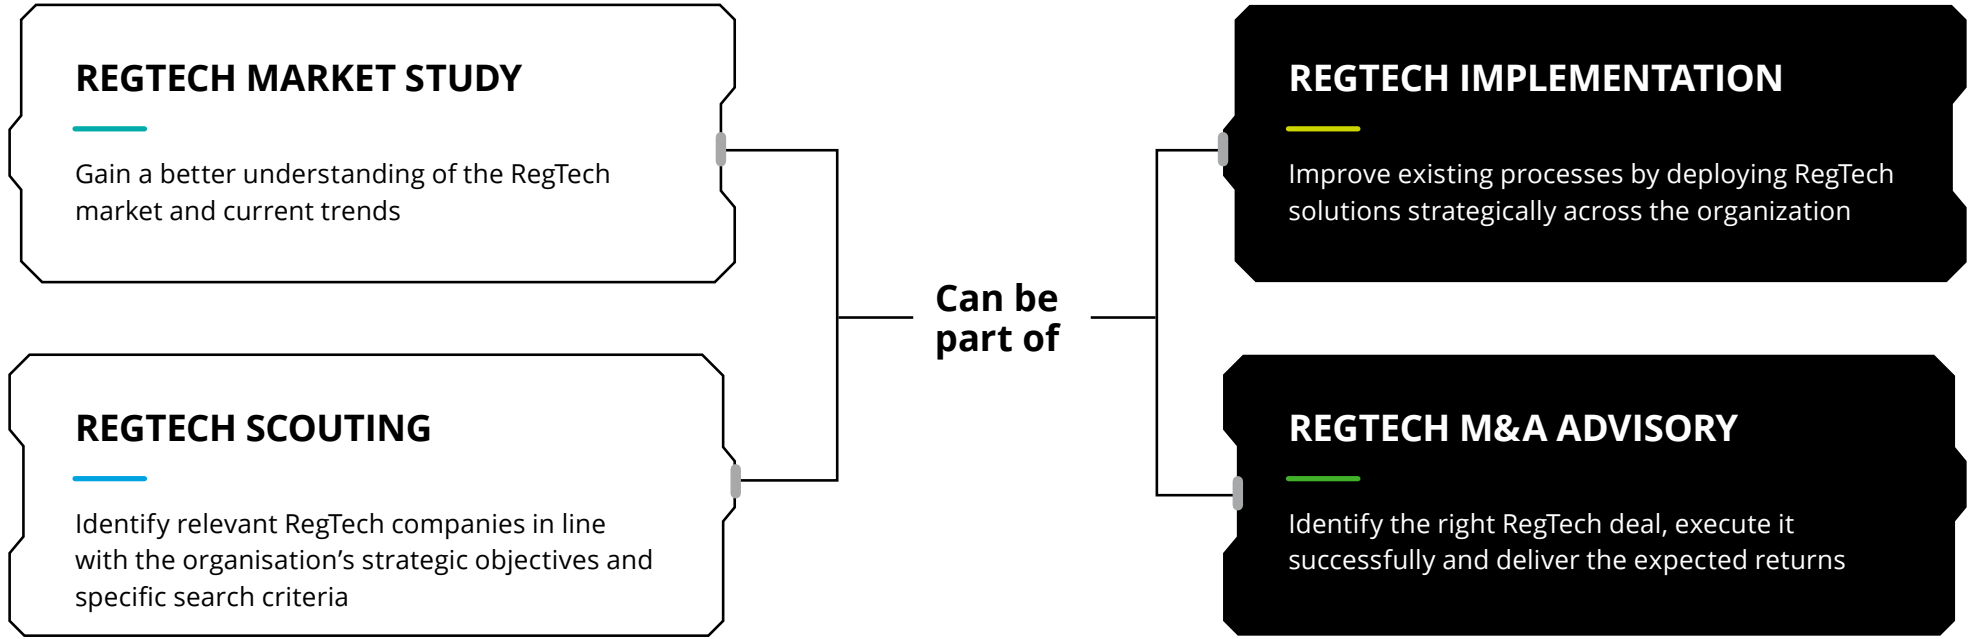 REGTECH MARKET STUDY
Gain a better understanding of the RegTech
market and current trends
REGTECH SCOUTING
Identify relevant RegTech companies in line
with the organisation’s strategic objectives and
specific search criteria
Can be
part of
REGTECH IMPLEMENTATION
Improve existing processes by deploying RegTech
solutions strategically across the organization
REGTECH M&A ADVISORY
Identify the right RegTech deal, execute it
successfully and deliver the expected returns